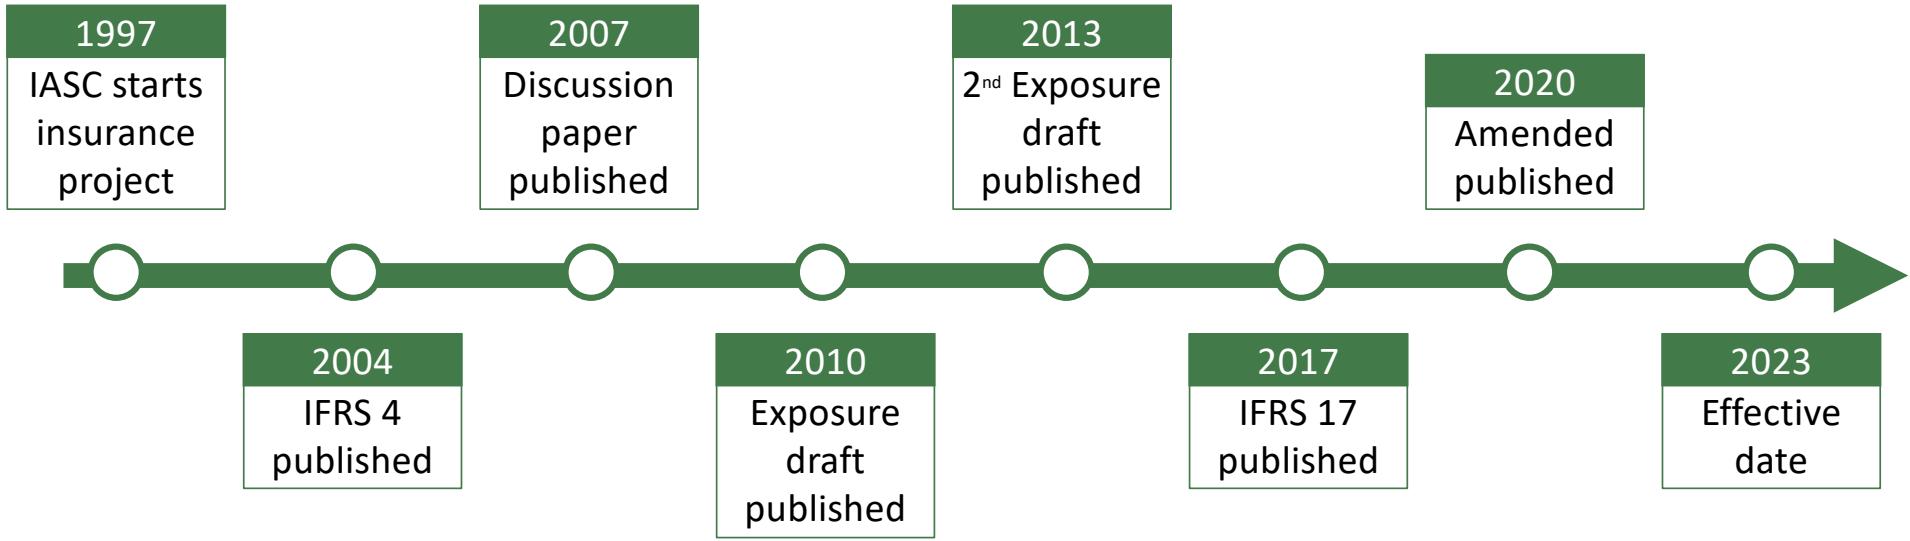 1997
IASC starts
insurance
project
2004
IFRS 4
published
2007
Discussion
paper
published
2010
Exposure
draft
published
2013
2nd Exposure
draft
published
2017
IFRS 17
published
2020
Amended
published
2023
Effective
date